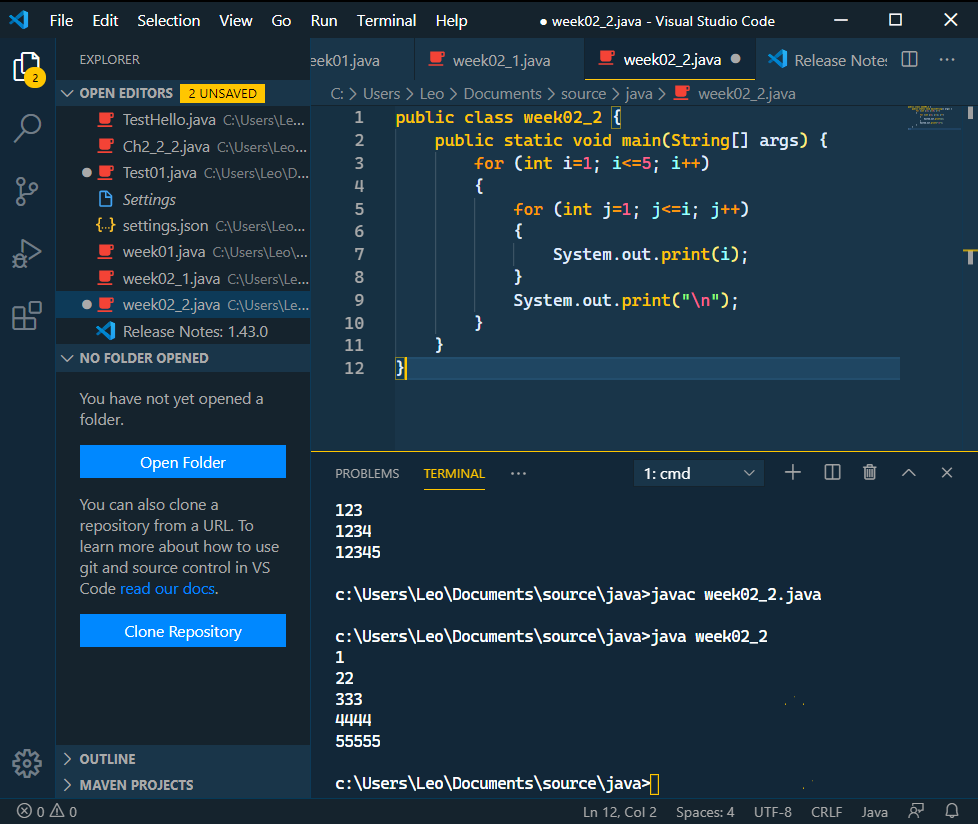 File Edit Selection View Go Run Terminal Help ● week02_2.java - Visual Studio Code
2
EXPLORER
OPEN EDITORS 2 UNSAVED
TestHello.java C:\Users\Le...
Ch2_2_2.java C:\Users\Leo...
Test01.java C:\Users\Leo\D...
Settings
{..} settings.json C:\Users\Leo...
week01.java C:\Users\Leo\...
week02_1.java C:\Users\Le...
week02_2.java C:\Users\Le...
Release Notes: 1.43.0
NO FOLDER OPENED
You have not yet opened a
folder.
Open Folder
You can also clone a
repository from a URL. To
learn more about how to use
git and source control in VS
Code read our docs.
Clone Repository
OUTLINE
MAVEN PROJECTS
eek01.java week02_1.java week02_2.java ● Release Notes ...
C: > Users > Leo > Documents > source > java > week02_2.java
1 public class week02_2 {
2 public static void main(String[] args) {
3 for (int i=1; i<=5; i++)
4 {
5 for (int j=1; j<=i; j++)
6 {
7 System.out.print(i);
8 }
9 System.out.print("\n");
10 }
11 }
12 }
PROBLEMS TERMINAL ... 1: cmd
123
1234
12345
c:\Users\Leo\Documents\source\java>javac week02_2.java
c:\Users\Leo\Documents\source\java>java week02_2
1
22
333
4444
55555
c:\Users\Leo\Documents\source\java>
0 0 Ln 12, Col 2 Spaces: 4 UTF-8 CRLF Java